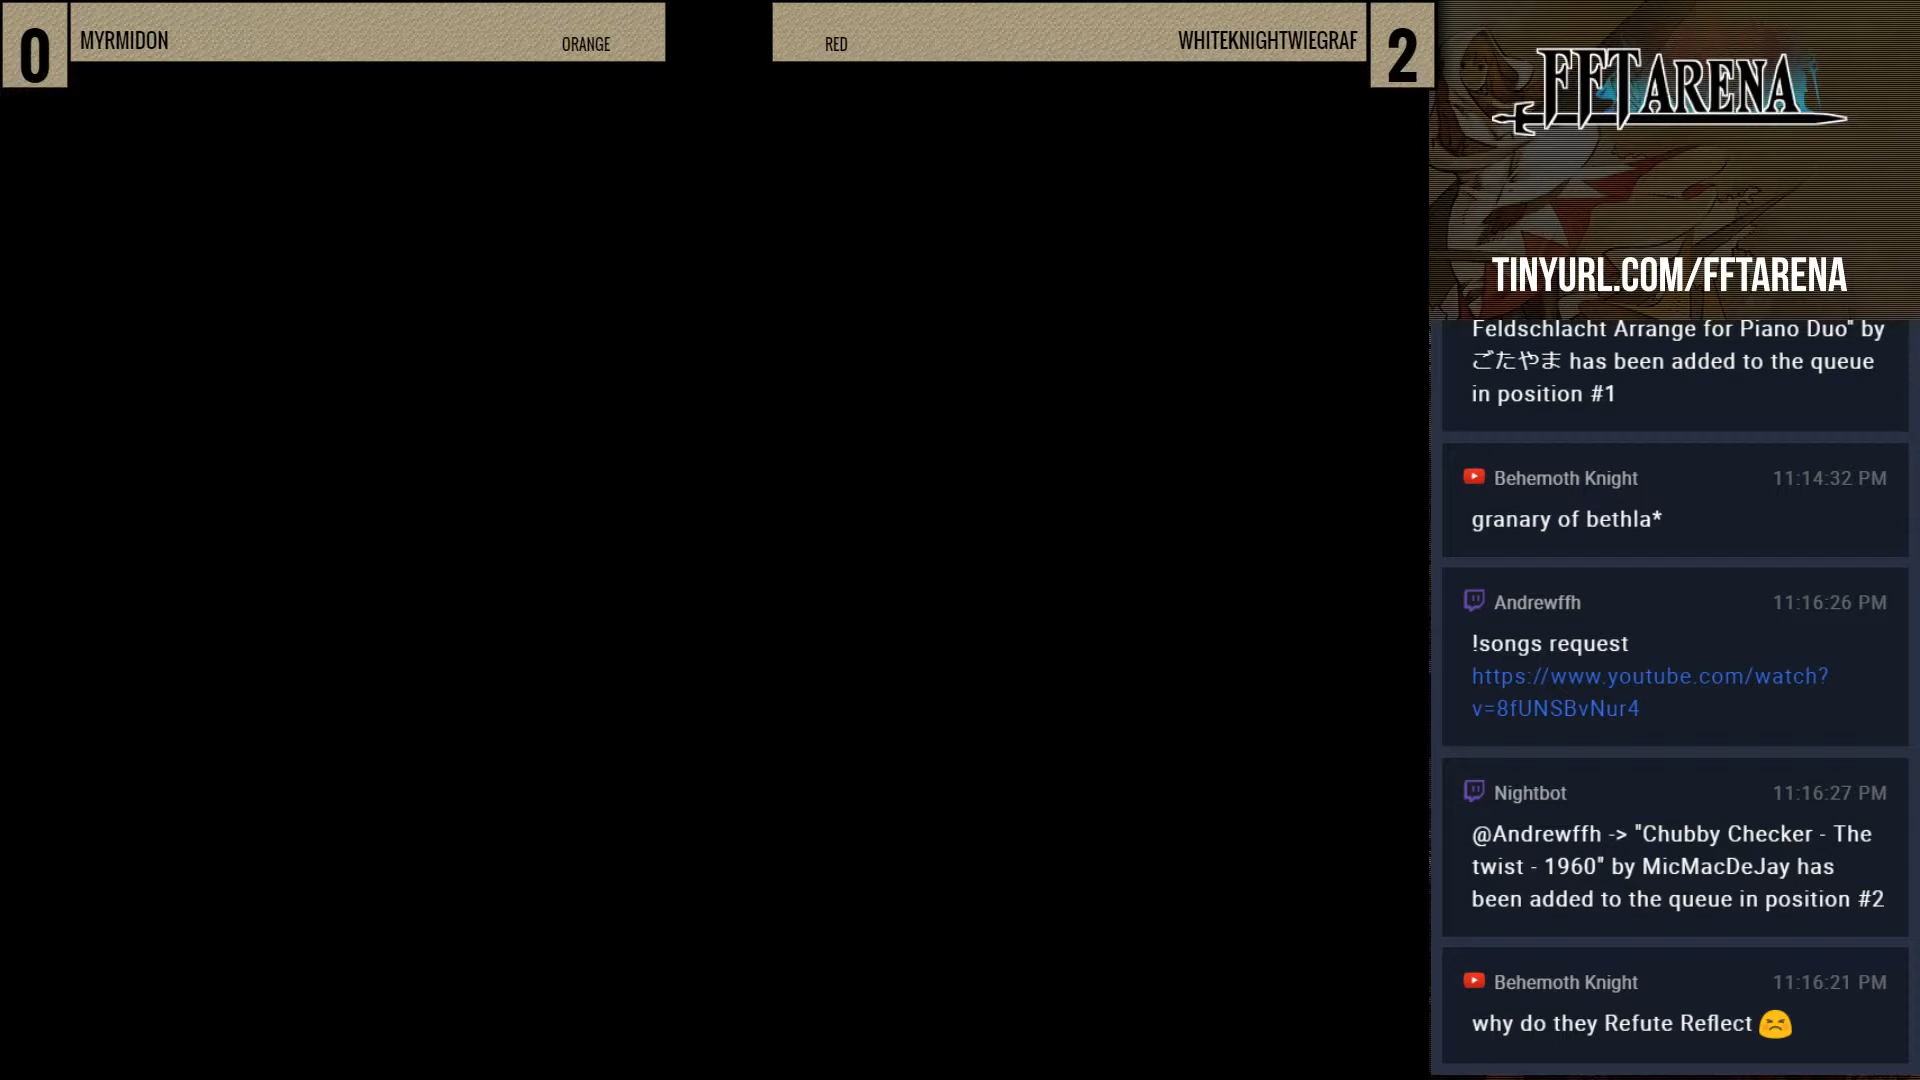 0
MYRMIDON
ORANGE
RED
WHITEKNIGHTWIEGRAF
2
FFTARENA
TINYURL.COM/FFTARENA
Feldschlacht Arrange for Piano Duo" by
ごたやま has been added to the queue
in position #1
Behemoth Knight 11:14:32 PM
granary of bethla*
Andrewffh 11:16:26 PM
!songs request
https://www.youtube.com/watch?
v=8fUNSBvNur4
Nightbot 11:16:27 PM
@Andrewffh -> "Chubby Checker - The
twist - 1960" by MicMacDeJay has
been added to the queue in position #2
Behemoth Knight 11:16:21 PM
why do they Refute Reflect